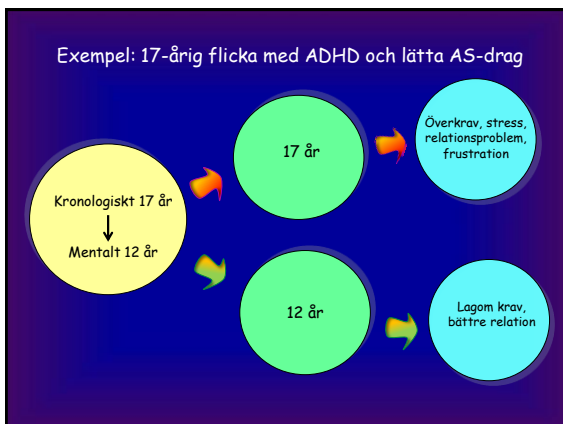 Exempel: 17-årig flicka med ADHD och lätta AS-drag
Kronologiskt 17 år
Mentalt 12 år
17 år
Överkrav, stress,
relationsproblem,
frustration
12 år
Lagom krav,
bättre relation